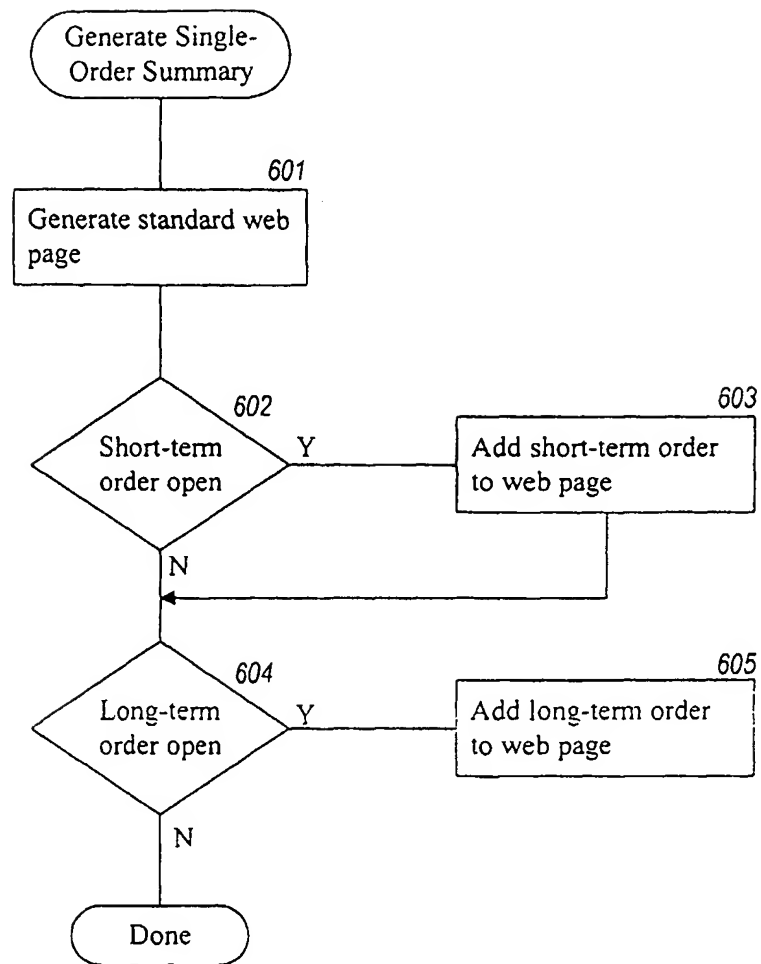 Generate Single-
Order Summary
601
Generate standard web
page
602
Short-term
order open
Y
N
603
Add short-term order
to web page
604
Long-term
order open
Y
N
605
Add long-term order
to web page
Done